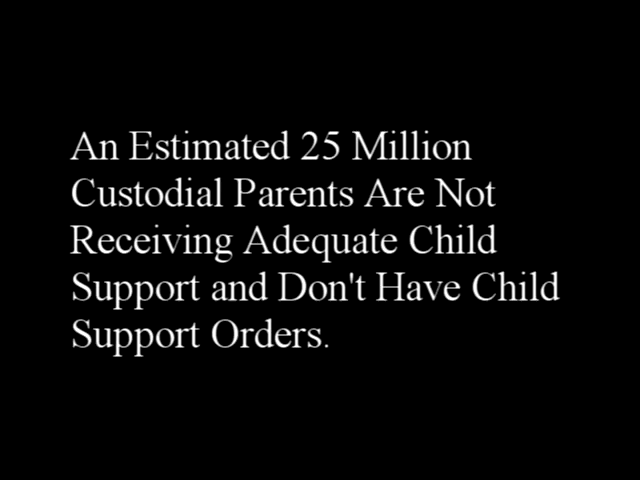 An Estimated 25 Million
Custodial Parents Are Not
Receiving Adequate Child
Support and Don't Have Child
Support Orders.